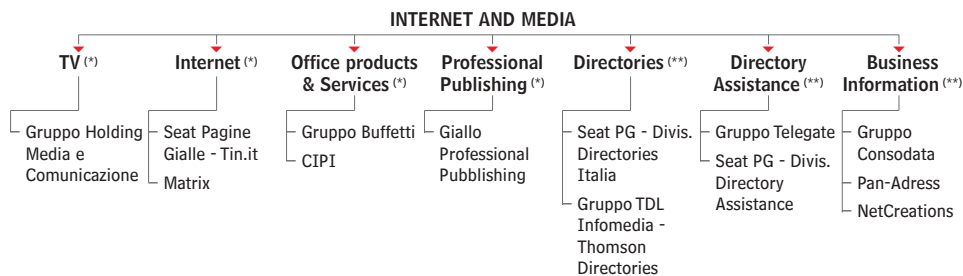 INTERNET AND MEDIA
TV (*)
Internet (*)
Office products
& Services (*)
Professional
Publishing (*)
Directories (**)
Directory
Assistance (**)
Business
Information (**)
Gruppo Holding
Media e
Comunicazione
Seat Pagine
Gialle - Tin.it
Matrix
Gruppo Buffetti
CIPI
Giallo
Professional
Pubblishing
Seat PG - Divis.
Directories
Italia
Gruppo TDL
Infomedia -
Thomson
Directories
Gruppo Telegate
Seat PG - Divis.
Directory
Assistance
Gruppo
Consodata
Pan-Adress
NetCreations